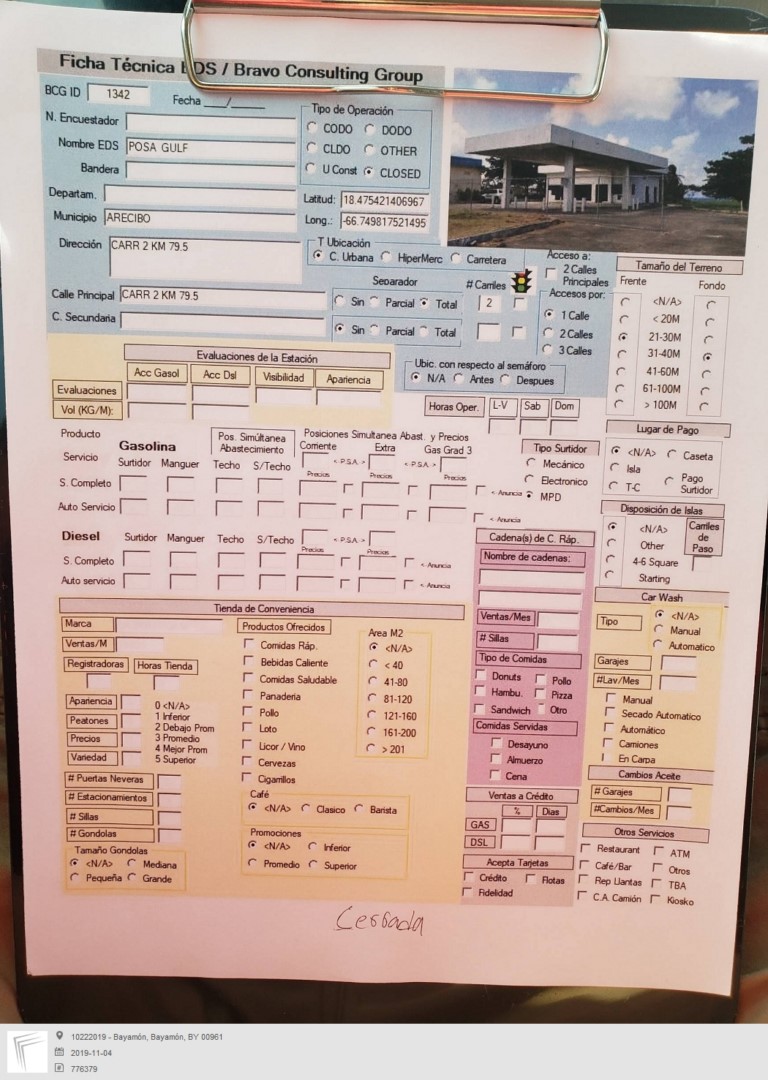 Ficha Técnica EDS / Bravo Consulting Group
BCG ID 1342 Fecha ___/______
N. Encuestador
Nombre EDS POSA GULF
Bandera
Tipo de Operación
CODO DODO
CLDO OTHER
U Const CLOSED
Departam.
Municipio ARECIBO
Latitud: 18.475421406967
Long.: -66.749817521495
Dirección CARR 2 KM 79.5
T Ubicación
C. Urbana HiperMerc Carretera
Calle Principal CARR 2 KM 79.5
C. Secundaria
Separador
Sin Parcial Total
Sin Parcial Total
# Carriles
2
Acceso a:
2 Calles
Principales
Accesos por:
1 Calle
2 Calles
3 Calles
Tamaño del Terreno
Frente Fondo
<N/A>
< 20M
21-30M
31-40M
41-60M
61-100M
> 100M
Evaluaciones de la Estación
Acc Gasol Acc Dsl Visibilidad Apariencia
Evaluaciones
Vol (KG/M):
Ubic. con respecto al semáforo
N/A Antes Despues
Horas Oper. L-V Sab Dom
Producto
Servicio
Gasolina
Surtidor Manguer
Pos. Simúltanea
Abastecimiento
Techo S/Techo
Posiciones Simultanea Abast. y Precios
Corriente Extra Gas Grad 3
< P.S.A. > < P.S.A. >
Precios Precios Precios
S. Completo
< Anuncia
Auto Servicio
< Anuncia
Tipo Surtidor
Mecánico
Electronico
MPD
Lugar de Pago
<N/A> Caseta
Isla Pago
T-C Surtidor
Diesel Surtidor Manguer Techo S/Techo
< P.S.A. >
Precios Precios
S. Completo < Anuncia
Auto servicio < Anuncia
Disposición de Islas
<N/A>
Other
4-6 Square
Starting
Carriles
de
Paso
Cadena(s) de C. Ráp.
Nombre de cadenas:
Ventas/Mes
# Sillas
Tipo de Comidas
Donuts Pollo
Hambu. Pizza
Sandwich Otro
Comidas Servidas
Desayuno
Almuerzo
Cena
Car Wash
Tipo
<N/A>
Manual
Automatico
Garajes
#Lav/Mes
Manual
Secado Automatico
Automático
Camiones
En Carpa
Cambios Aceite
# Garajes
#Cambios/Mes
Tienda de Conveniencia
Marca
Ventas/M
Registradoras Horas Tienda
Apariencia
Peatones
Precios
Variedad
0 <N/A>
1 Inferior
2 Debajo Prom
3 Promedio
4 Mejor Prom
5 Superior
# Puertas Neveras
# Estacionamientos
# Sillas
# Gondolas
Tamaño Gondolas
<N/A> Mediana
Pequeña Grande
Productos Ofrecidos
Comidas Ráp.
Bebidas Caliente
Comidas Saludable
Panaderia
Pollo
Loto
Licor / Vino
Cervezas
Cigarrillos
Area M2
<N/A>
< 40
41-80
81-120
121-160
161-200
> 201
Café
<N/A> Clasico Barista
Promociones
<N/A> Inferior
Promedio Superior
Ventas a Crédito
% Dias
GAS
DSL
Acepta Tarjetas
Crédito Flotas
Fidelidad
Otros Servicios
Restaurant ATM
Café/Bar Otros
Rep Llantas TBA
C.A. Camión Kiosko
Cerrada
10222019 - Bayamón, Bayamón, BY 00961
2019-11-04
776379